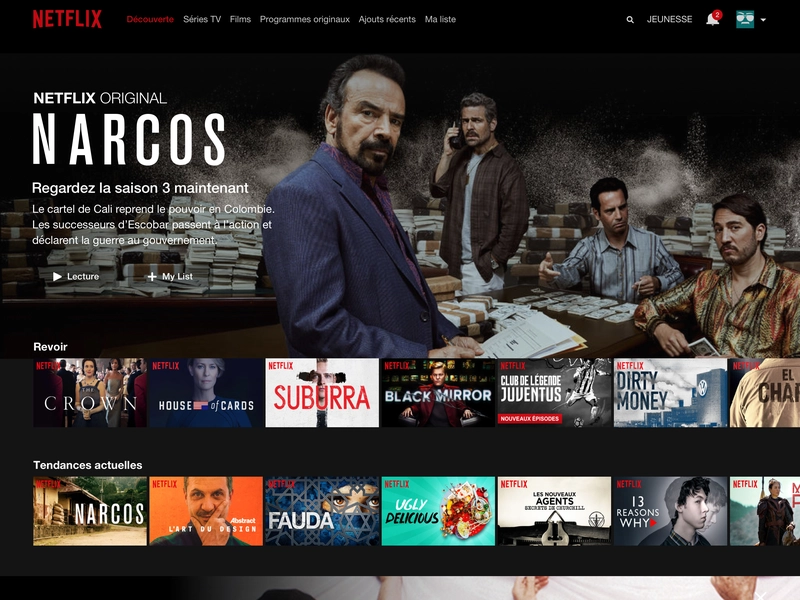 NETFLIX
Découverte Séries TV Films Programmes originaux Ajouts récents Ma liste
JEUNESSE
2
NETFLIX ORIGINAL
NARCOS
Regardez la saison 3 maintenant
Le cartel de Cali reprend le pouvoir en Colombie.
Les successeurs d'Escobar passent à l'action et
déclarent la guerre au gouvernement.
Lecture
My List
Revoir
NETFLIX
THE
CROWN
NETFLIX
HOUSE of CARDS
NETFLIX
SUBURRA
NETFLIX
BLACK MIRROR
NETFLIX
CLUB DE LÉGENDE
JUVENTUS
NOUVEAUX ÉPISODES
NETFLIX
DIRTY
MONEY
NETFLIX
EL
CHA
Tendances actuelles
NETFLIX
NARCOS
NETFLIX
Abstract
L'ART DU DESIGN
NETFLIX
FAUDA
NETFLIX
UGLY
DELICIOUS
NETFLIX
LES NOUVEAUX
AGENTS
SECRETS DE CHURCHILL
NETFLIX
13
REASONS
WHY
NETFLIX